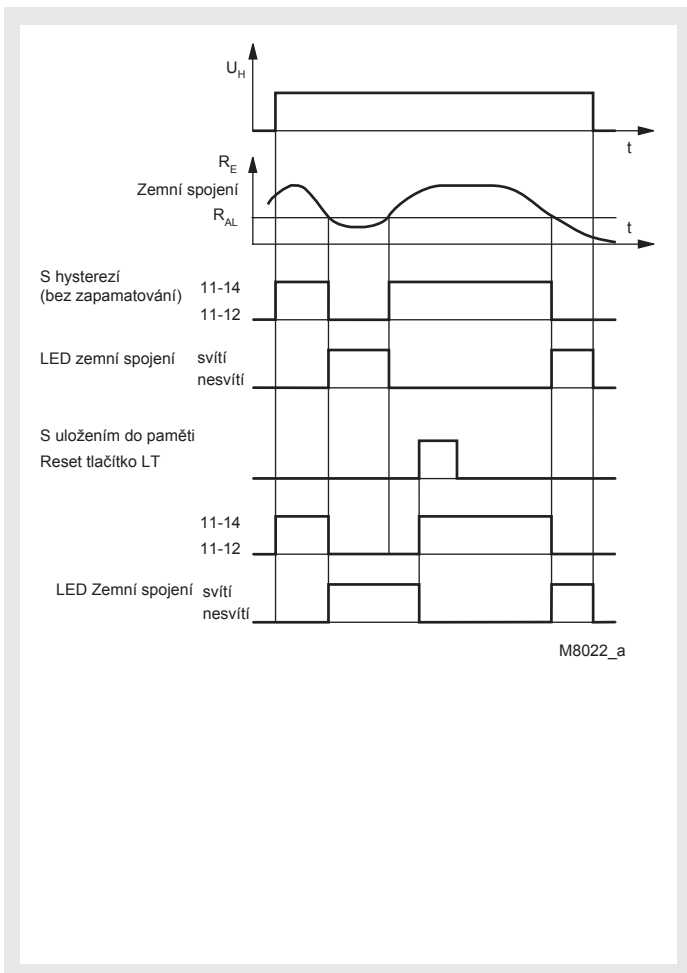 U_H
t
R_E
Zemní spojení
R_AL
t
S hysterezí
(bez zapamatování)
11-14
11-12
LED zemní spojení
svítí
nesvítí
S uložením do paměti
Reset tlačítko LT
11-14
11-12
LED Zemní spojení
svítí
nesvítí
M8022_a